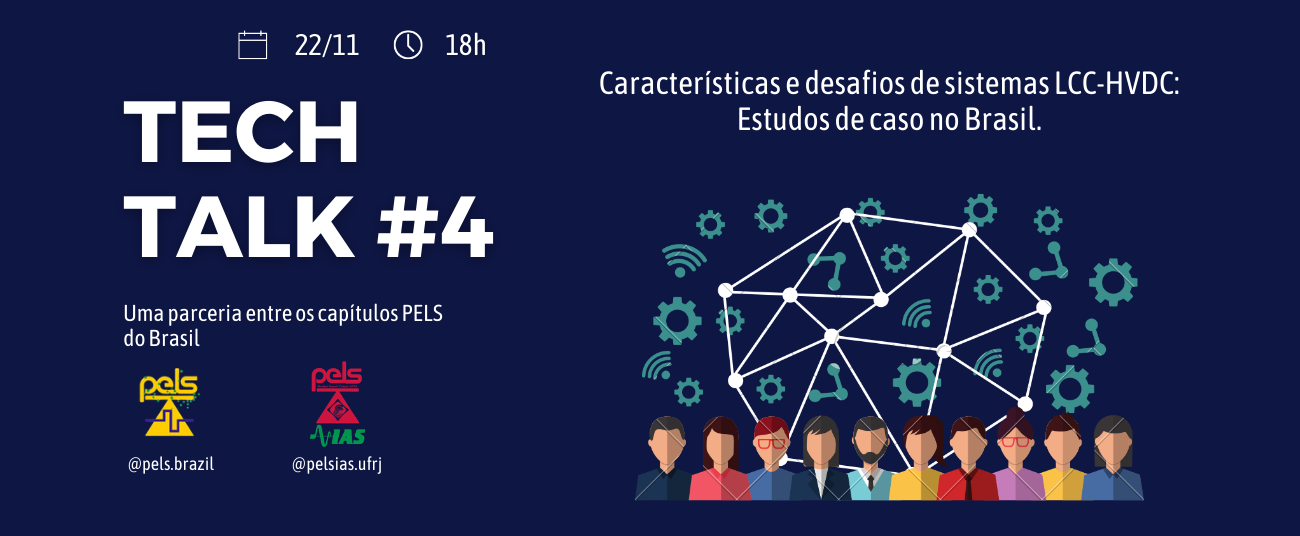 22/11 18h
TECH
TALK #4
Uma parceria entre os capítulos PELS
do Brasil
pels
pels
IAS
@pels.brazil
@pelsias.ufrj
Características e desafios de sistemas LCC-HVDC:
Estudos de caso no Brasil.